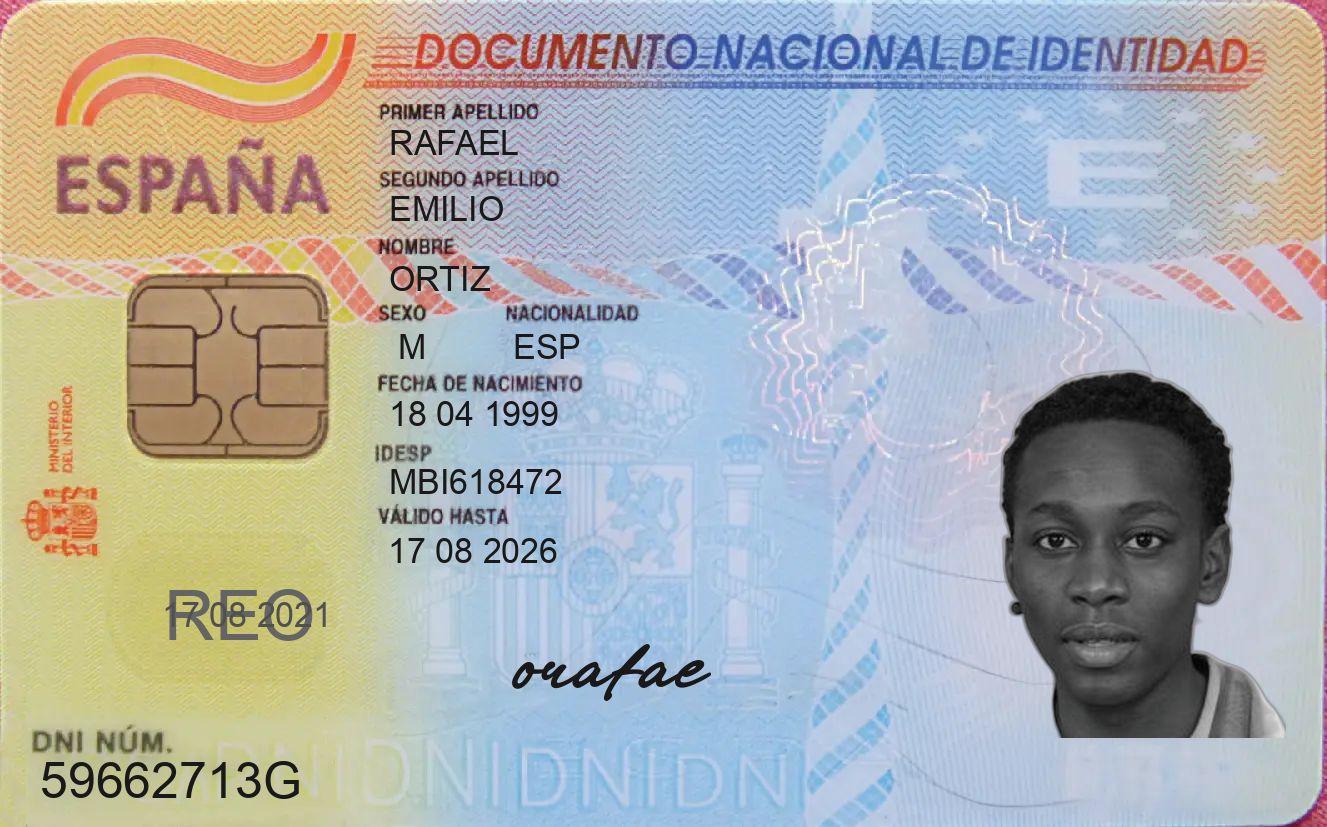 DOCUMENTO NACIONAL DE IDENTIDAD
ESPAÑA
PRIMER APELLIDO
RAFAEL
SEGUNDO APELLIDO
EMILIO
NOMBRE
ORTIZ
SEXO NACIONALIDAD
M ESP
FECHA DE NACIMIENTO
18 04 1999
IDESP
MBI618472
VÁLIDO HASTA
17 08 2026
MINISTERIO
DEL INTERIOR
E
17-08-2021
REO
ouafae
DNI NÚM.
59662713G
DNIDNIDNIDNI